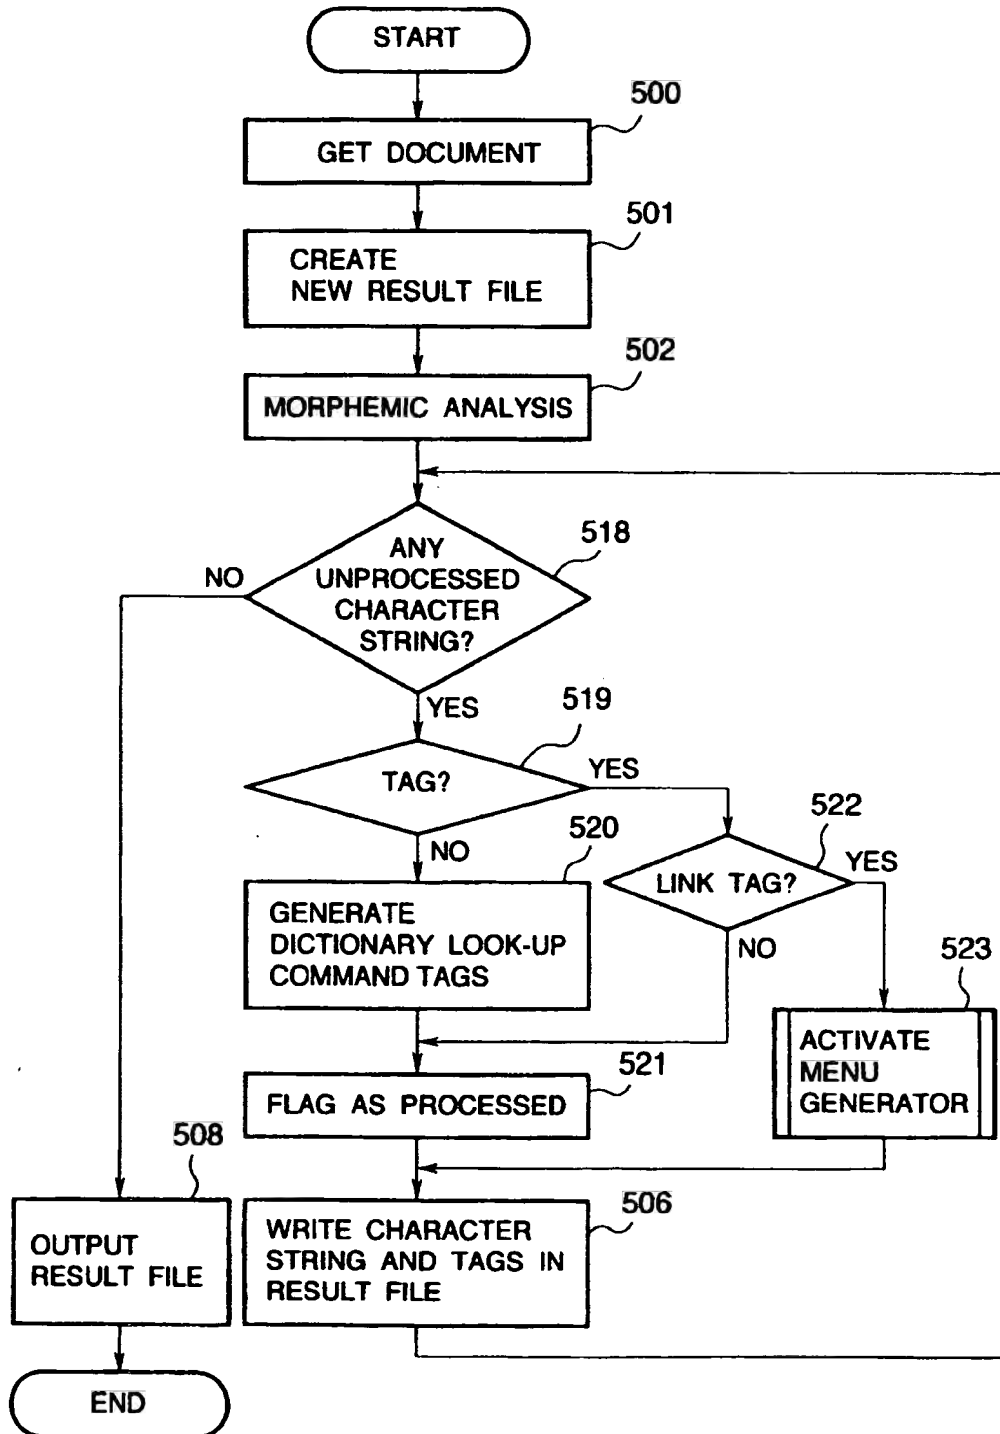 START
500
GET DOCUMENT
501
CREATE
NEW RESULT FILE
502
MORPHEMIC ANALYSIS
518
ANY
UNPROCESSED
CHARACTER
STRING?
NO
YES
519
TAG?
YES
522
NO
520
LINK TAG?
YES
GENERATE
DICTIONARY LOOK-UP
COMMAND TAGS
NO
523
ACTIVATE
MENU
GENERATOR
521
FLAG AS PROCESSED
508
OUTPUT
RESULT FILE
506
WRITE CHARACTER
STRING AND TAGS IN
RESULT FILE
END